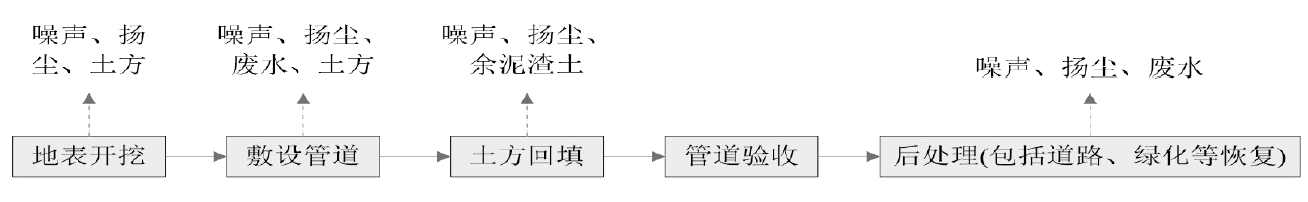 噪声、扬
尘、土方
噪声、扬尘、
废水、土方
噪声、扬尘、
余泥渣土
噪声、扬尘、废水
地表开挖
敷设管道
土方回填
管道验收
后处理(包括道路、绿化等恢复)